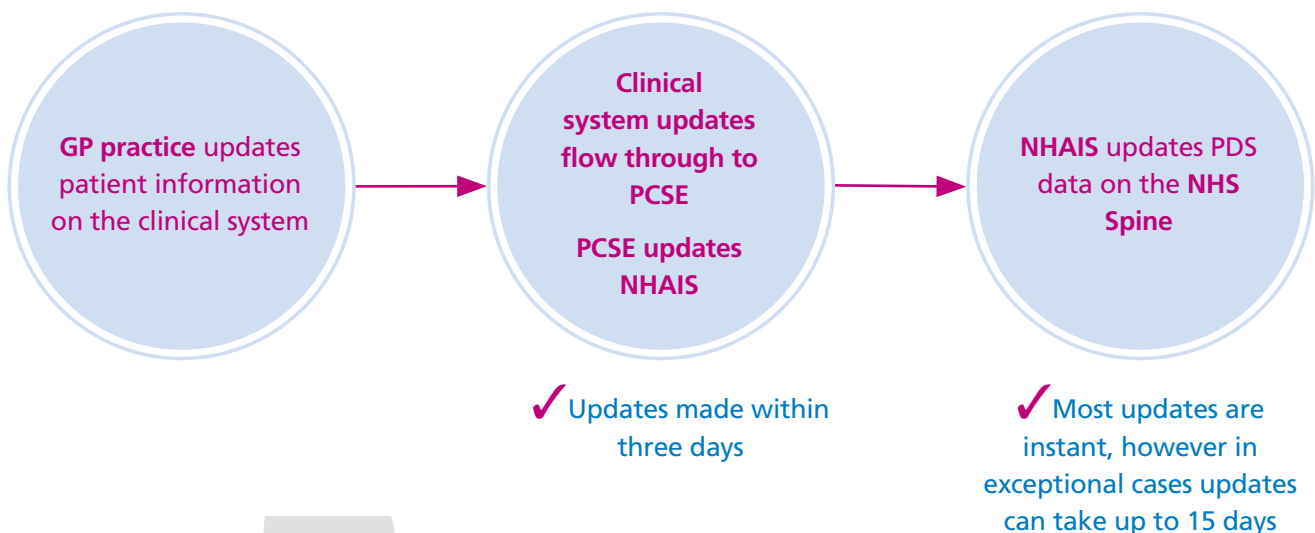 GP practice updates
patient information
on the clinical system
Clinical
system updates
flow through to
PCSE
PCSE updates
NHAIS
✓Updates made within
three days
NHAIS updates PDS
data on the NHS
Spine
✓Most updates are
instant, however in
exceptional cases updates
can take up to 15 days